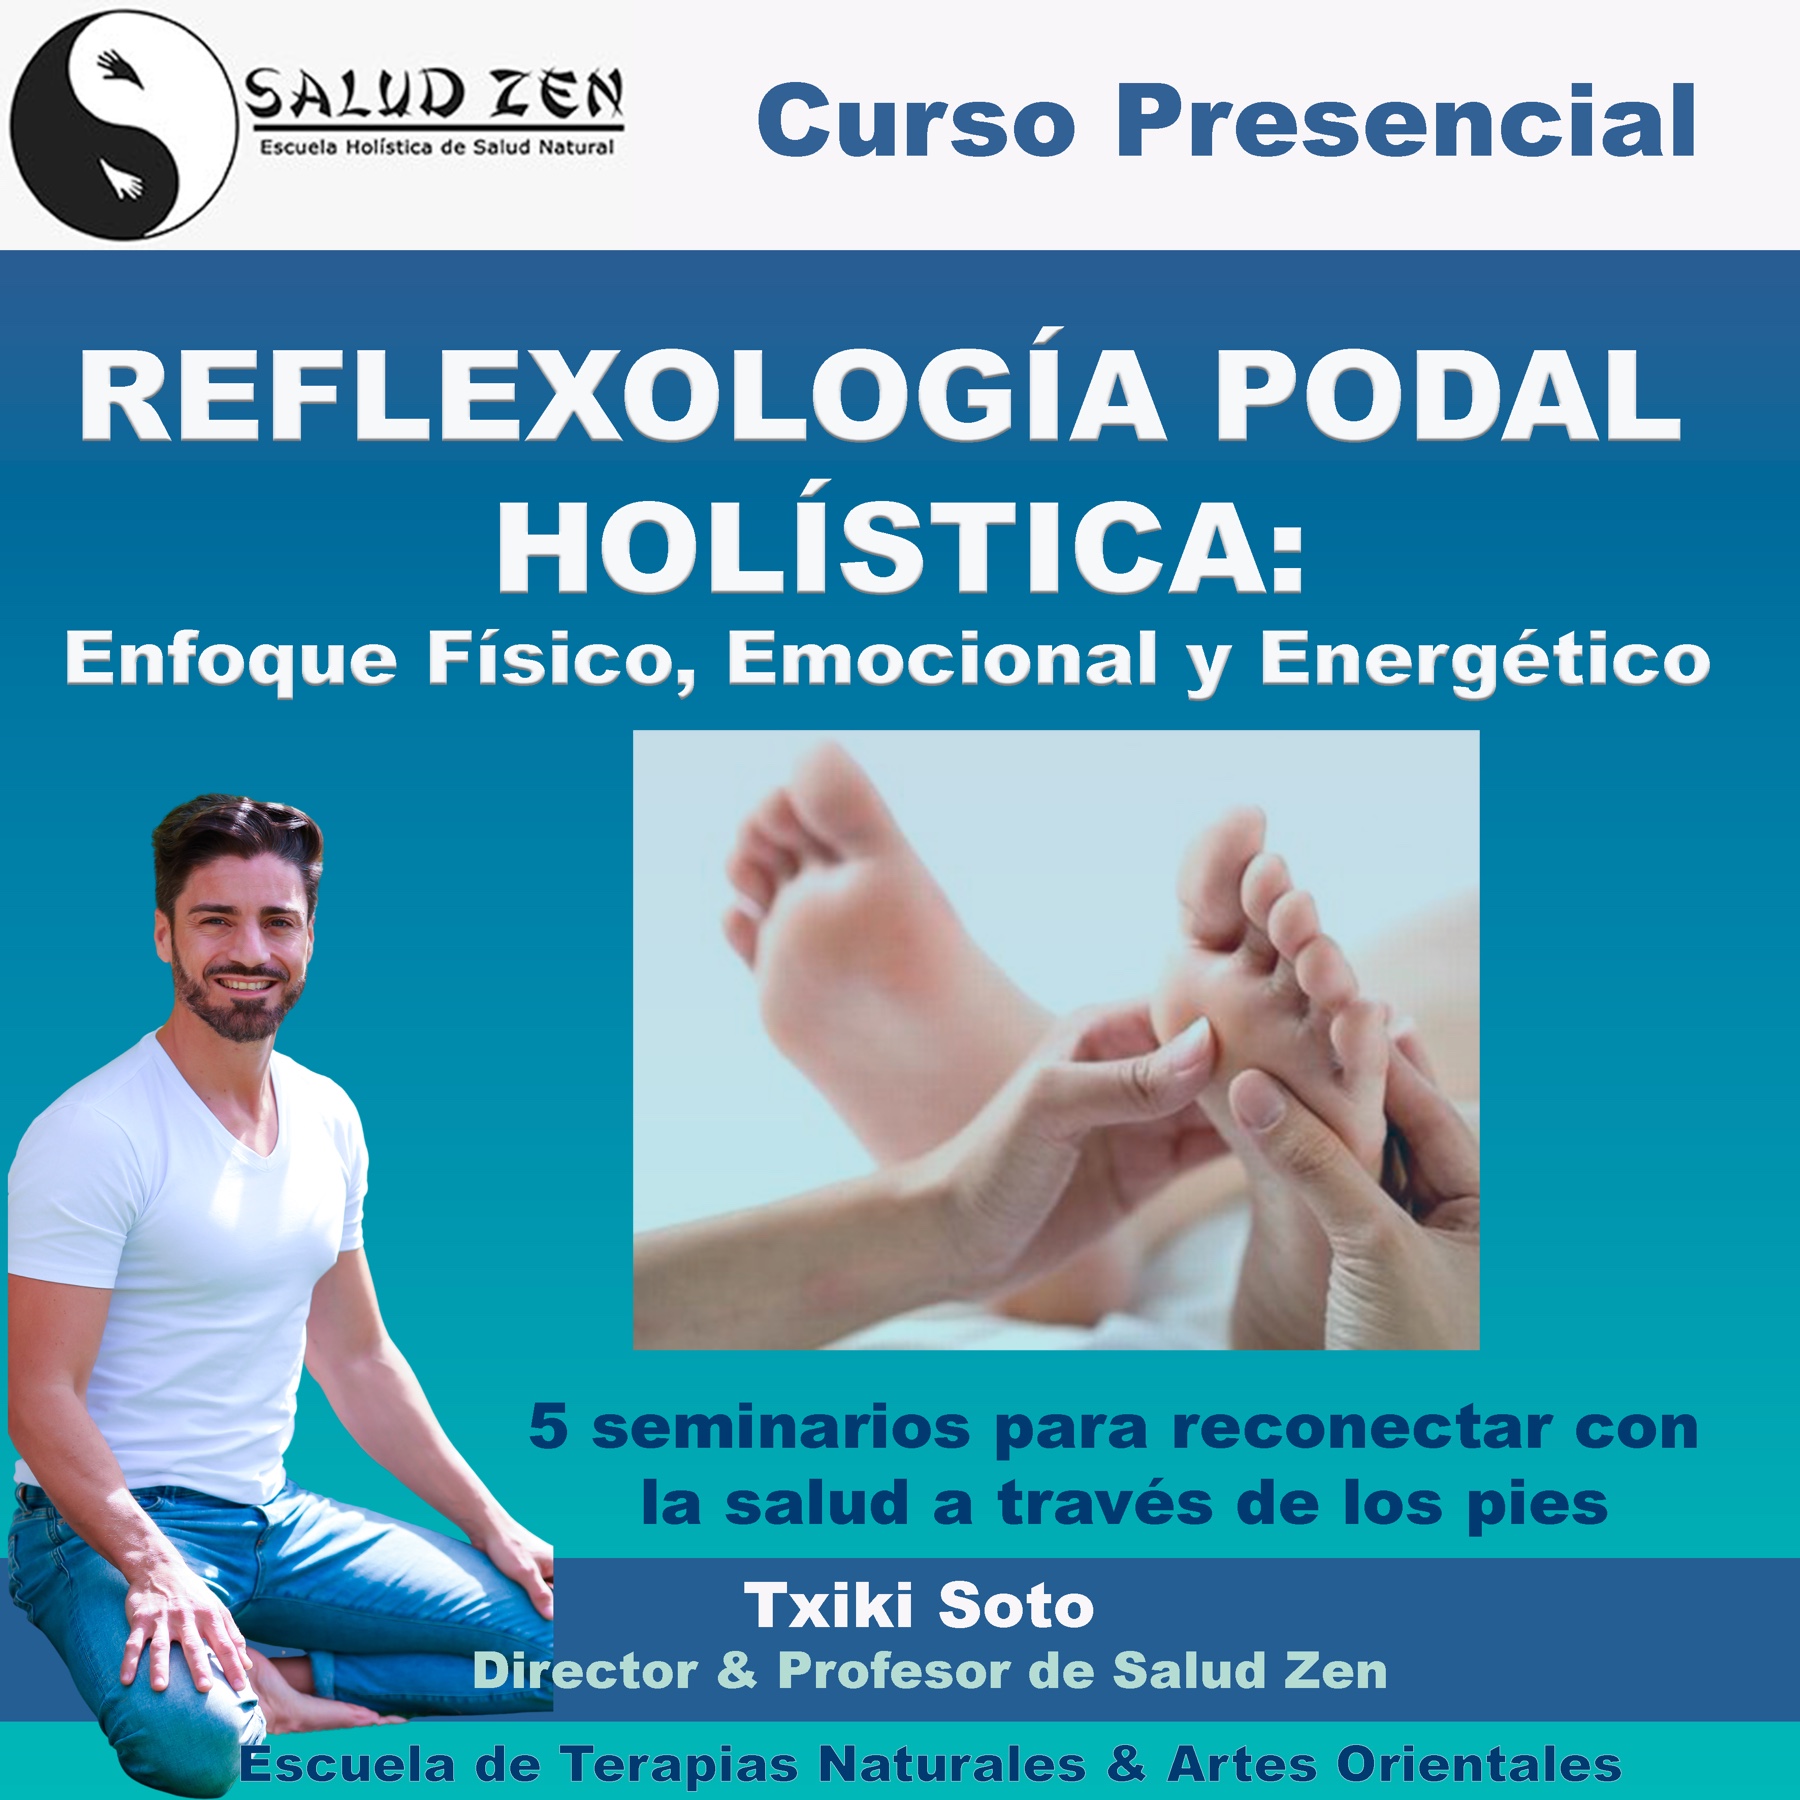 SALUD ZEN
Escuela Holística de Salud Natural
Curso Presencial
REFLEXOLOGÍA PODAL
HOLÍSTICA:
Enfoque Físico, Emocional y Energético
5 seminarios para reconectar con
la salud a través de los pies
Txiki Soto
Director & Profesor de Salud Zen
Escuela de Terapias Naturales & Artes Orientales